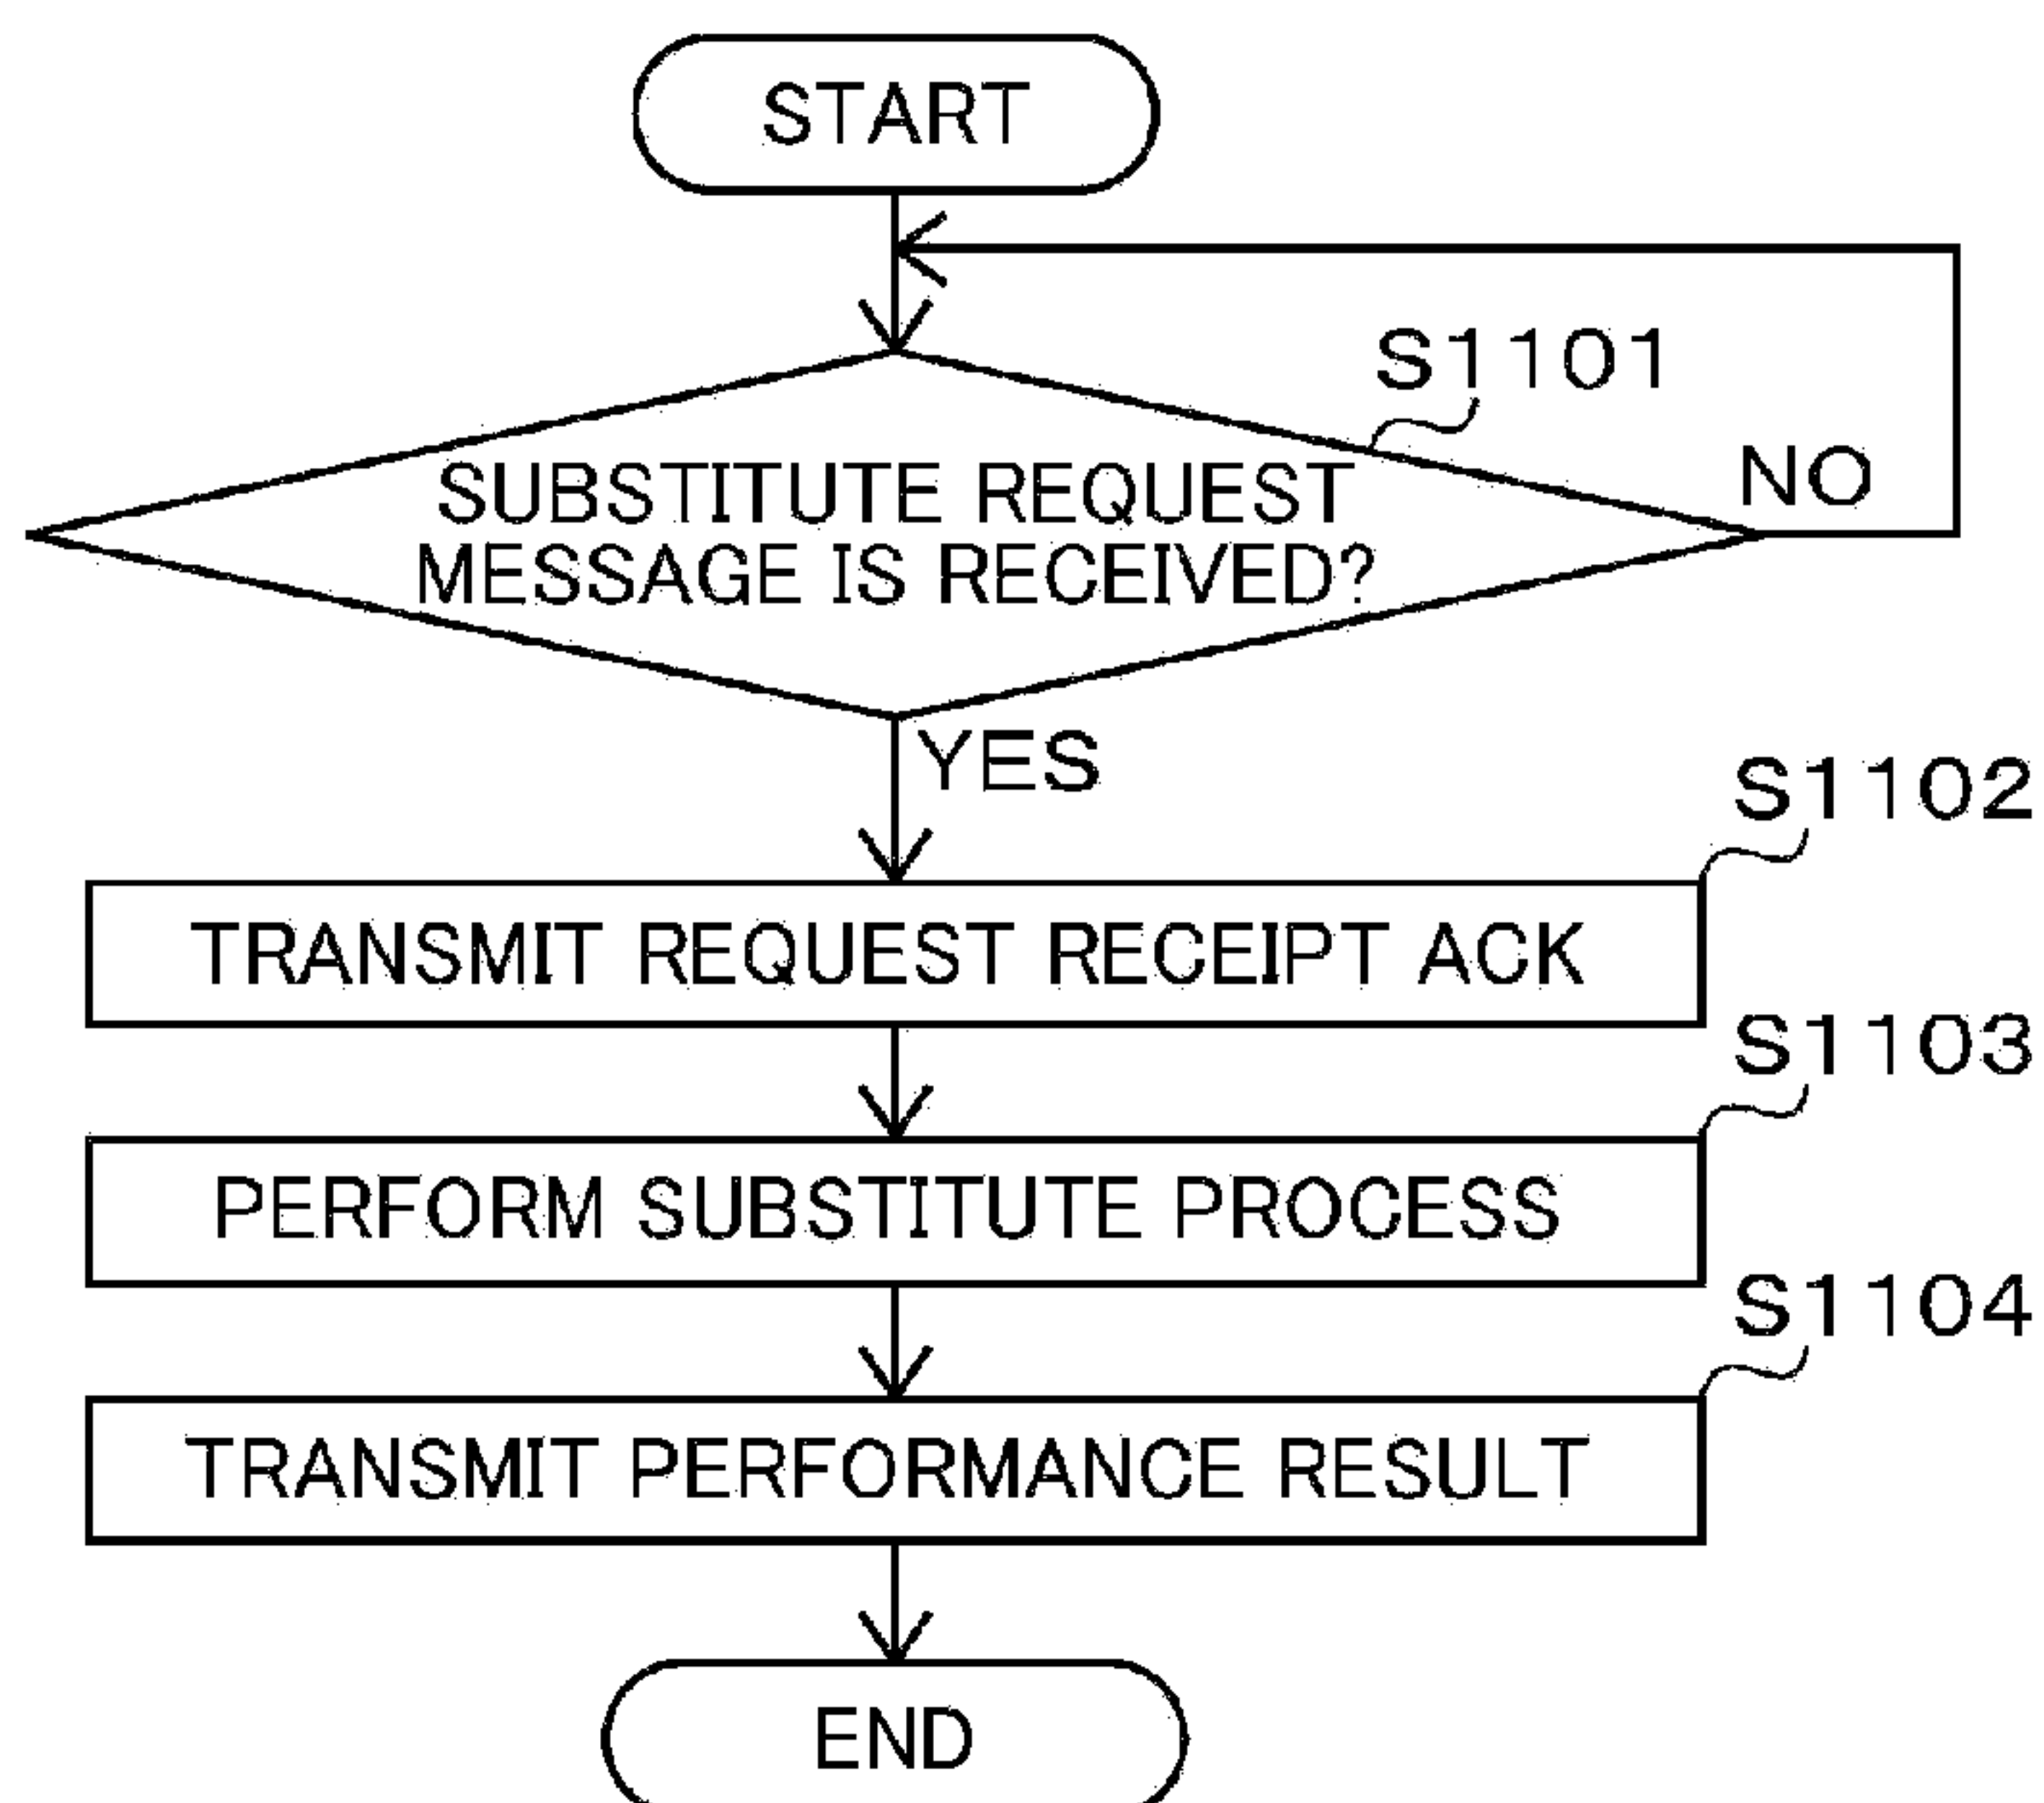 START
S1101
NO
SUBSTITUTE REQUEST
MESSAGE IS RECEIVED?
YES
S1102
TRANSMIT REQUEST RECEIPT ACK
S1103
PERFORM SUBSTITUTE PROCESS
S1104
TRANSMIT PERFORMANCE RESULT
END